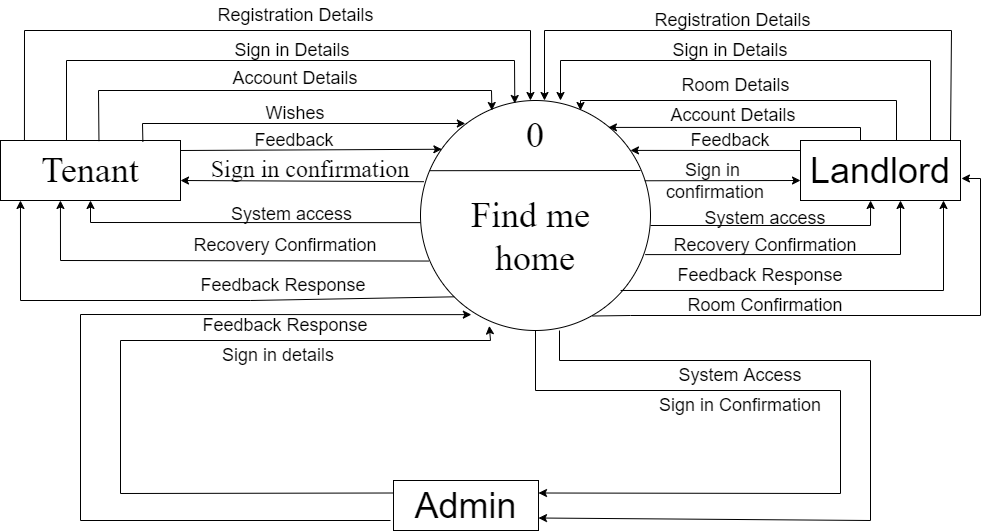 Registration Details
Registration Details
Sign in Details
Sign in Details
Account Details
Room Details
Wishes
Account Details
0
Feedback
Feedback
Tenant
Sign in confirmation
Sign in
confirmation
Landlord
System access
Find me
home
System access
Recovery Confirmation
Recovery Confirmation
Feedback Response
Feedback Response
Room Confirmation
Feedback Response
Sign in details
System Access
Sign in Confirmation
Admin